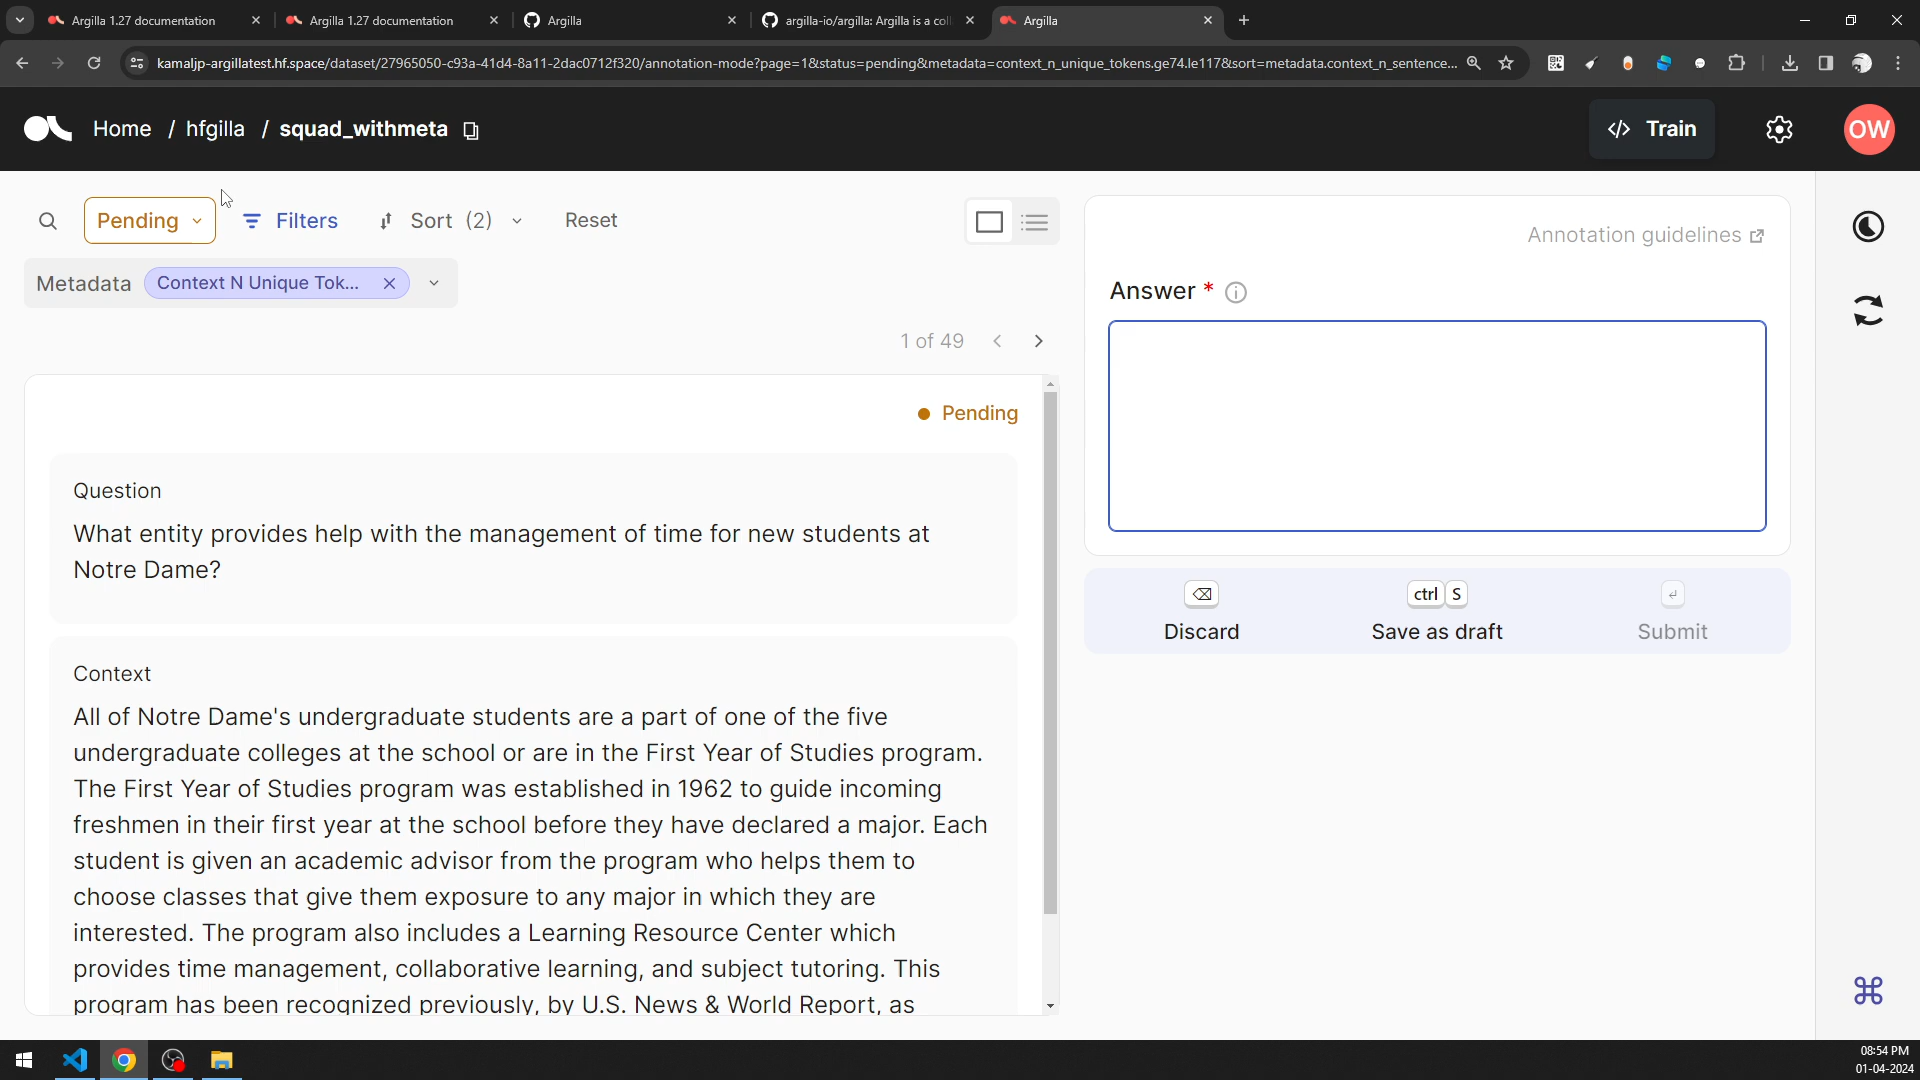 Argilla 1.27 documentation
Argilla 1.27 documentation
Argilla
argilla-io/argilla: Argilla is a coll
Argilla
kamaljp-argillatest.hf.space/dataset/27965050-c93a-41d4-8a11-2dac0712f320/annotation-mode?page=1&status=pending&metadata=context_n_unique_tokens.ge74.le117&sort=metadata.context_n_sentence...
Home / hfgilla / squad_withmeta
Train
OW
Pending
Filters
Sort (2)
Reset
Metadata
Context N Unique Tok...
1 of 49
Pending
Question
What entity provides help with the management of time for new students at
Notre Dame?
Context
All of Notre Dame's undergraduate students are a part of one of the five
undergraduate colleges at the school or are in the First Year of Studies program.
The First Year of Studies program was established in 1962 to guide incoming
freshmen in their first year at the school before they have declared a major. Each
student is given an academic advisor from the program who helps them to
choose classes that give them exposure to any major in which they are
interested. The program also includes a Learning Resource Center which
provides time management, collaborative learning, and subject tutoring. This
program has been recognized previously, by U.S. News & World Report, as
Annotation guidelines
Answer *
Discard
ctrl S
Save as draft
Submit
08:54 PM
01-04-2024